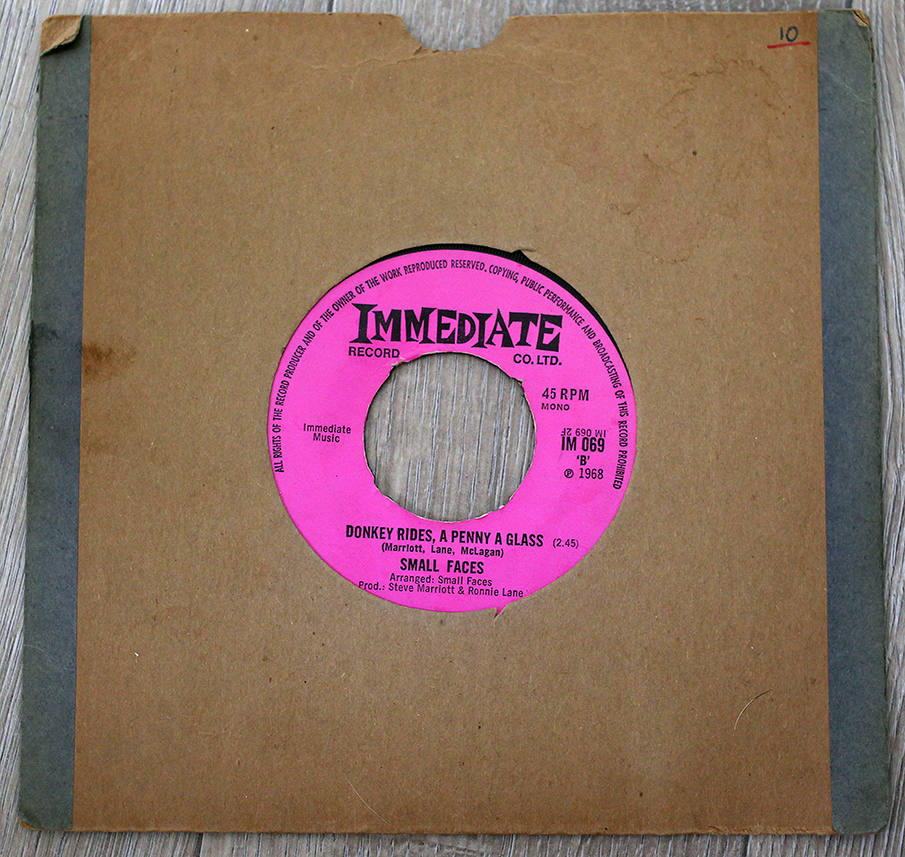 10
ALL RIGHTS OF THE RECORD PRODUCER AND OF THE OWNER OF THE WORK REPRODUCED RESERVED. COPYING, PUBLIC PERFORMANCE AND BROADCASTING OF THIS RECORD PROHIBITED
IMMEDIATE
RECORD CO. LTD.
45 RPM
MONO
Immediate
Music
IM 069
2F
IM 069
'B'
℗ 1968
DONKEY RIDES, A PENNY A GLASS (2.45)
(Marriott, Lane, McLagan)
SMALL FACES
Arranged: Small Faces
Prod.: Steve Marriott & Ronnie Lane